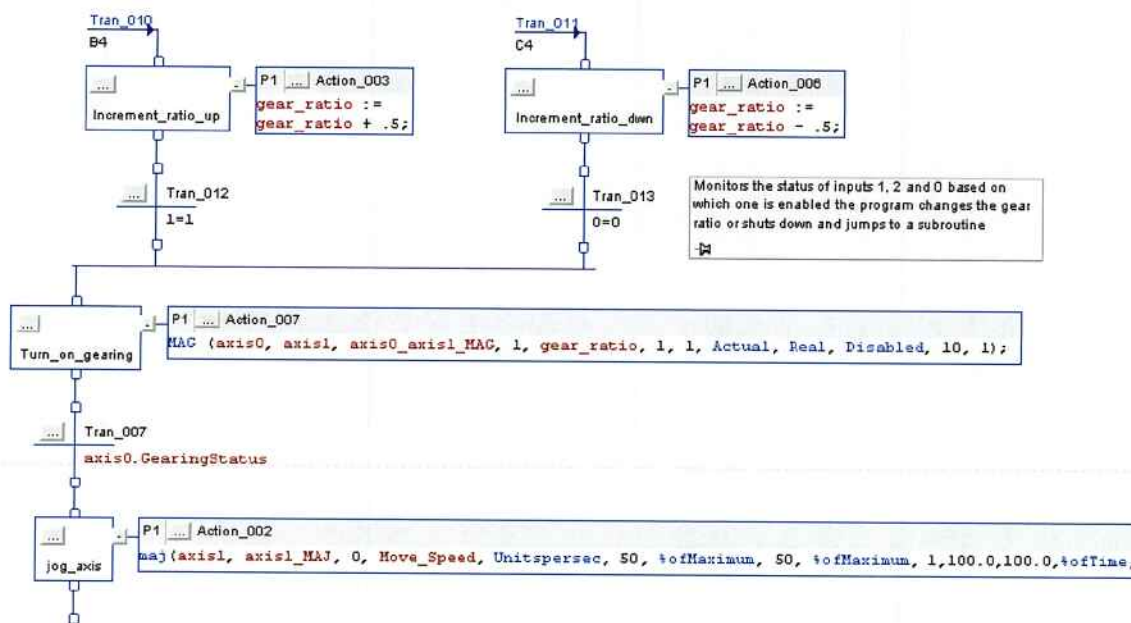 Tran_010
B4
Increment_ratio_up
P1 ... Action_003
gear_ratio :=
gear_ratio + .5;
Tran_011
C4
Increment_ratio_dwn
P1 ... Action_006
gear_ratio :=
gear_ratio - .5;
... Tran_012
1=1
... Tran_013
0=0
Monitors the status of inputs 1, 2 and 0 based on
which one is enabled the program changes the gear
ratio or shuts down and jumps to a subroutine
...
Turn_on_gearing
P1 ... Action_007
MAG (axis0, axis1, axis0_axis1_MAG, 1, gear_ratio, 1, 1, Actual, Real, Disabled, 10, 1);
... Tran_007
axis0.GearingStatus
...
jog_axis
P1 ... Action_002
maj(axis1, axis1_MAJ, 0, Move_Speed, Unitspersec, 50, %ofMaximum, 50, %ofMaximum, 1,100.0,100.0,%ofTime,